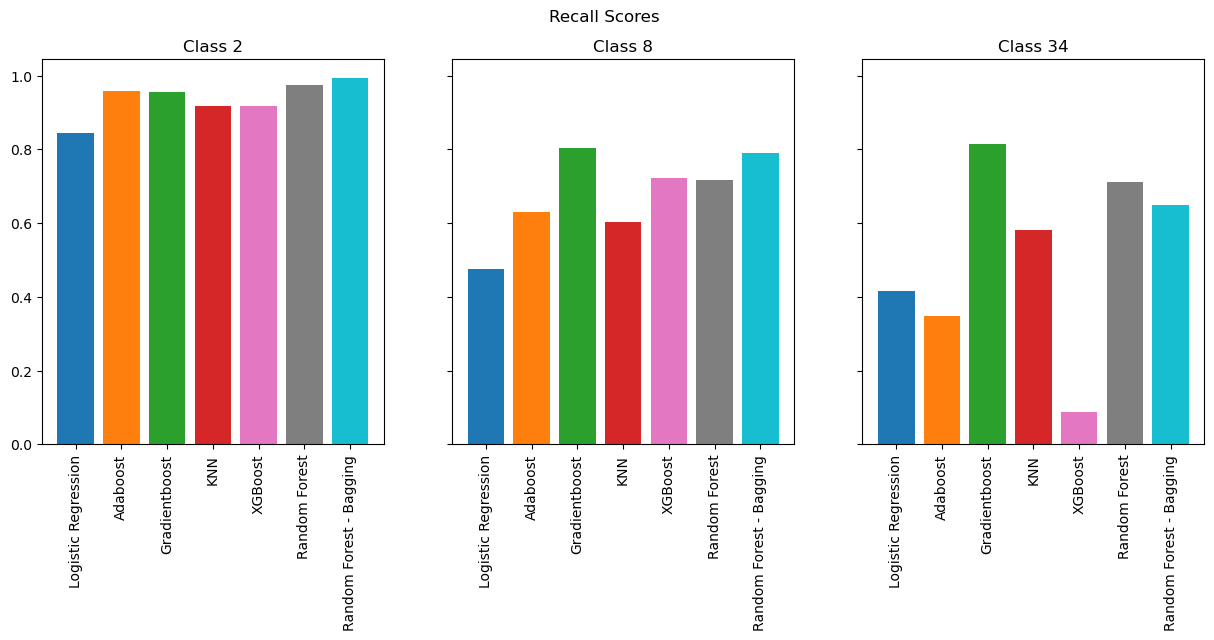 Recall Scores
Class 2
Class 8
Class 34
1.0
0.8
0.6
0.4
0.2
0.0
Logistic Regression
Adaboost
Gradientboost
KNN
XGBoost
Random Forest
Random Forest - Bagging
Logistic Regression
Adaboost
Gradientboost
KNN
XGBoost
Random Forest
Random Forest - Bagging
Logistic Regression
Adaboost
Gradientboost
KNN
XGBoost
Random Forest
Random Forest - Bagging